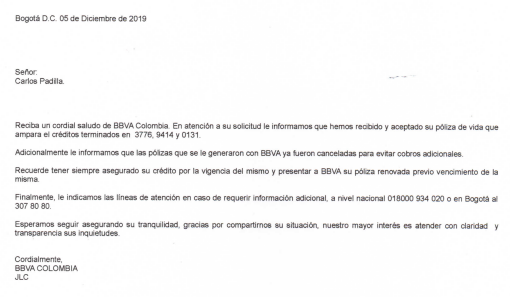 Bogotá D.C. 05 de Diciembre de 2019
Señor:
Carlos Padilla.
Reciba un cordial saludo de BBVA Colombia. En atención a su solicitud le informamos que hemos recibido y aceptado su póliza de vida que
ampara el créditos terminados en 3776, 9414 y 0131.
Adicionalmente le informamos que las pólizas que se le generaron con BBVA ya fueron canceladas para evitar cobros adicionales.
Recuerde tener siempre asegurado su crédito por la vigencia del mismo y presentar a BBVA su póliza renovada previo vencimiento de la
misma.
Finalmente, le indicamos las líneas de atención en caso de requerir información adicional, a nivel nacional 018000 934 020 o en Bogotá al
307 80 80.
Esperamos seguir asegurando su tranquilidad, gracias por compartirnos su situación, nuestro mayor interés es atender con claridad y
transparencia sus inquietudes.
Cordialmente,
BBVA COLOMBIA
JLC